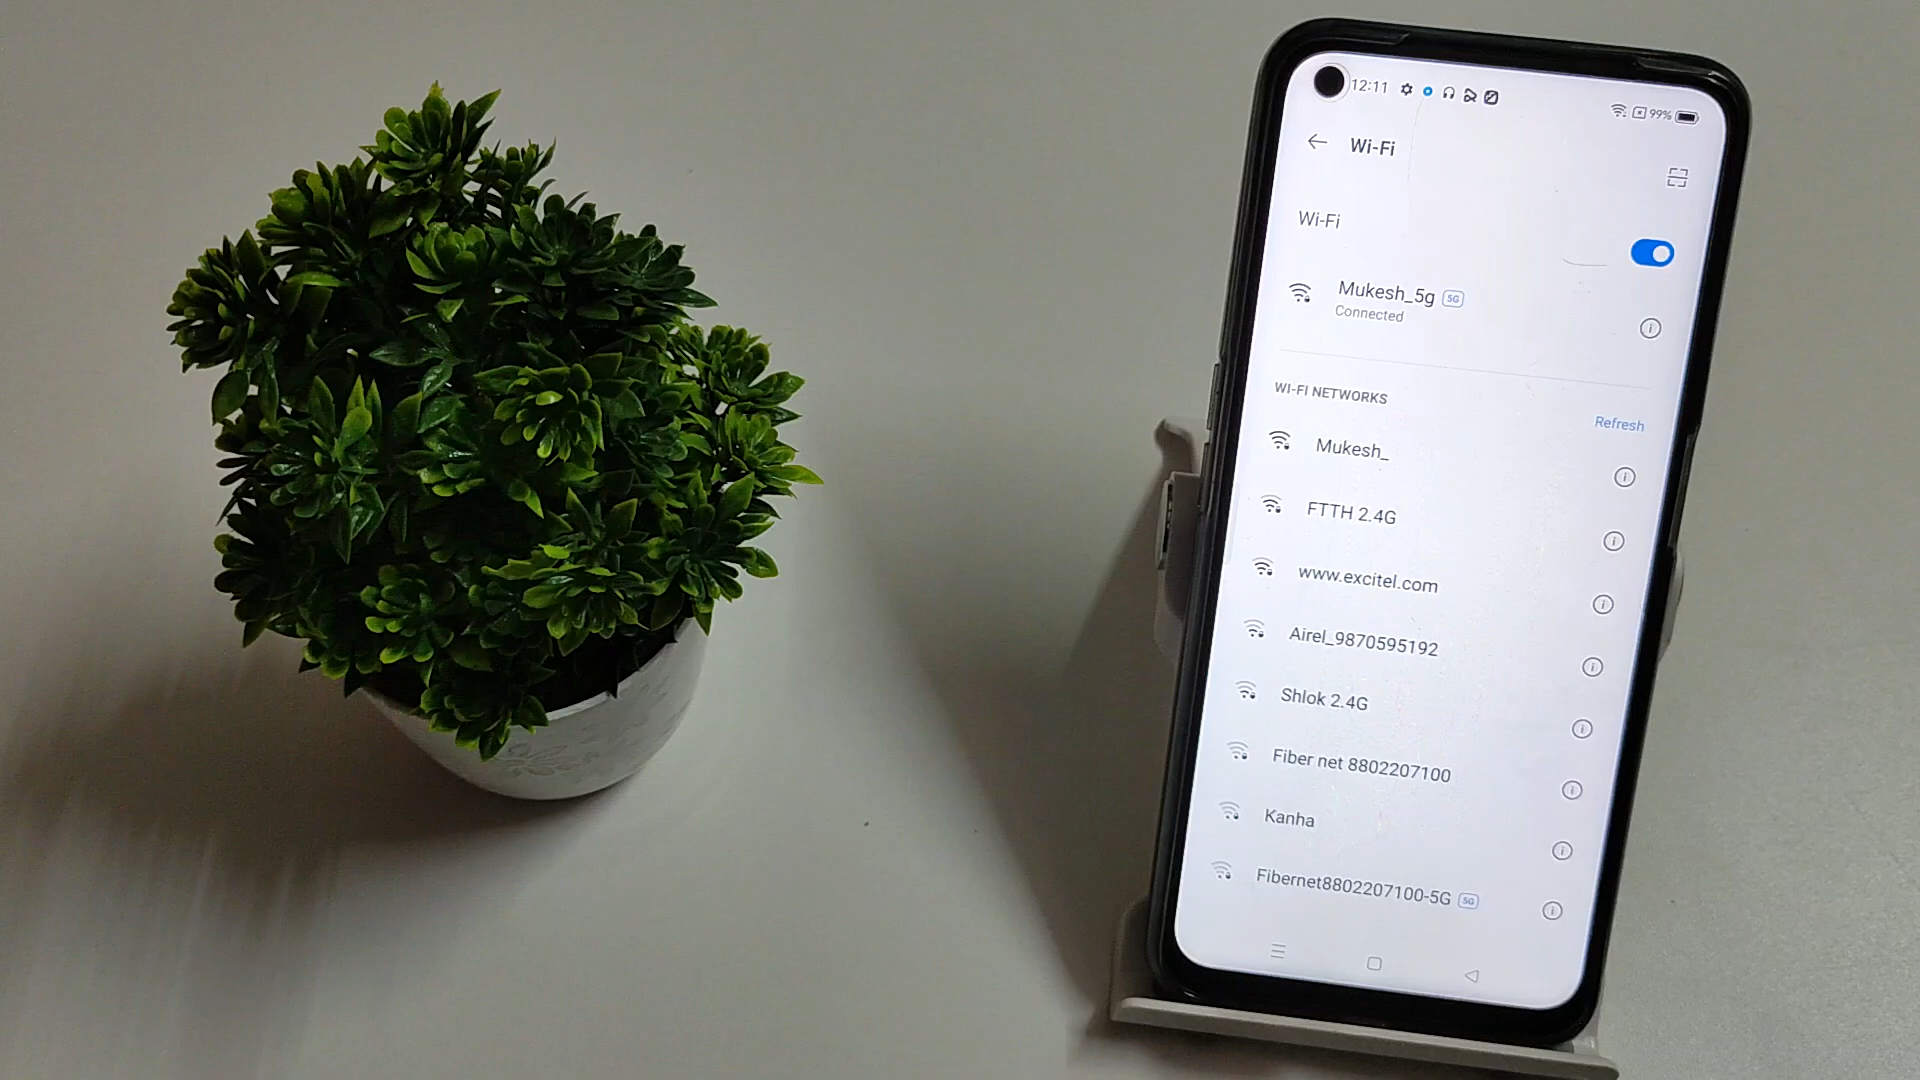 12:11 99%
Wi-Fi
Wi-Fi
Mukesh_5g 5G
Connected
WI-FI NETWORKS
Refresh
Mukesh_
FTTH 2.4G
www.excitel.com
Airel_9870595192
Shlok 2.4G
Fiber net 8802207100
Kanha
Fibernet8802207100-5G 5G